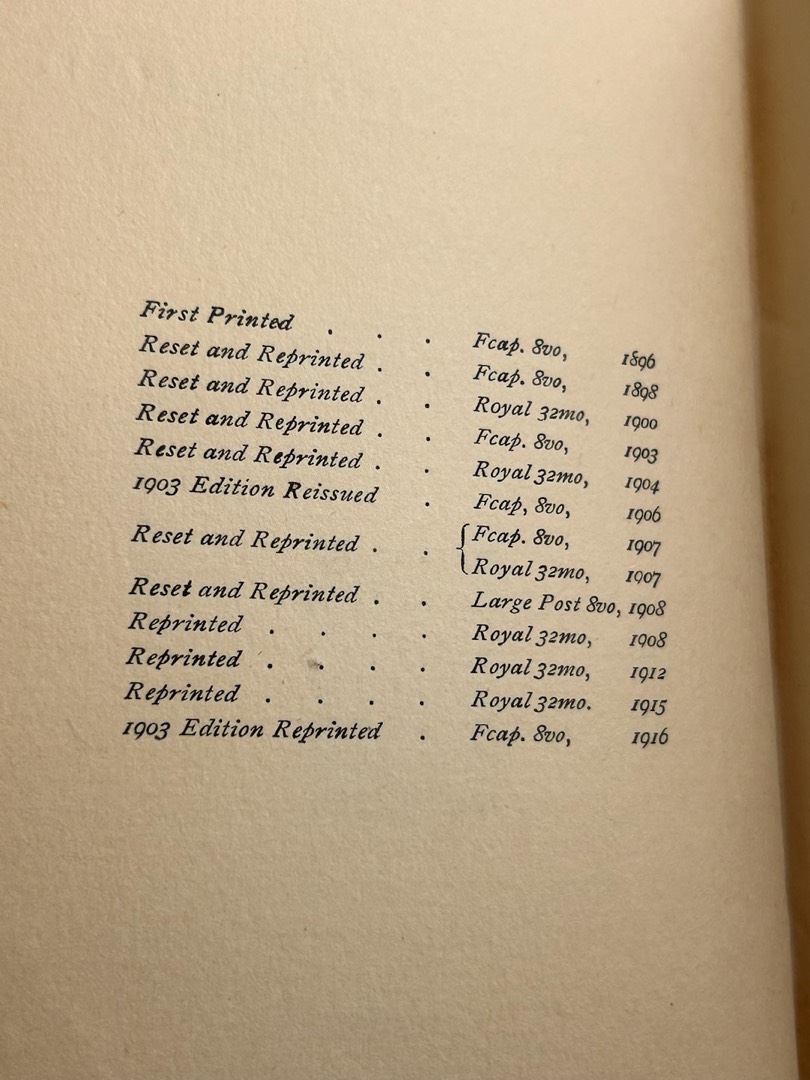 First Printed . . . Fcap. 8vo, 1896
Reset and Reprinted . . Fcap. 8vo, 1898
Reset and Reprinted . . Royal 32mo, 1900
Reset and Reprinted . . Fcap. 8vo, 1903
Reset and Reprinted . . Royal 32mo, 1904
1903 Edition Reissued . Fcap, 8vo, 1906
Reset and Reprinted . . { Fcap. 8vo, 1907
Royal 32mo, 1907
Reset and Reprinted . . Large Post 8vo, 1908
Reprinted . . . . Royal 32mo, 1908
Reprinted . . . . Royal 32mo, 1912
Reprinted . . . . Royal 32mo. 1915
1903 Edition Reprinted . Fcap. 8vo, 1916